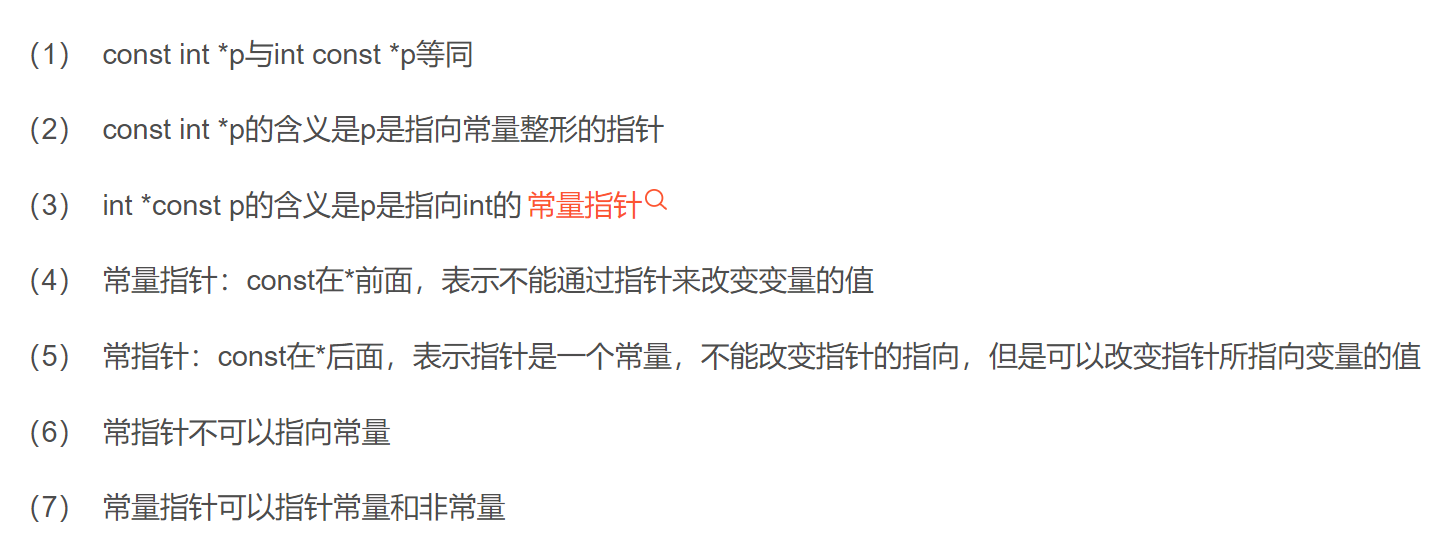 （1） const int *p与int const *p等同
（2） const int *p的含义是p是指向常量整形的指针
（3） int *const p的含义是p是指向int的 常量指针
（4） 常量指针：const在*前面，表示不能通过指针来改变变量的值
（5） 常指针：const在*后面，表示指针是一个常量，不能改变指针的指向，但是可以改变指针所指向变量的值
（6） 常指针不可以指向常量
（7） 常量指针可以指针常量和非常量